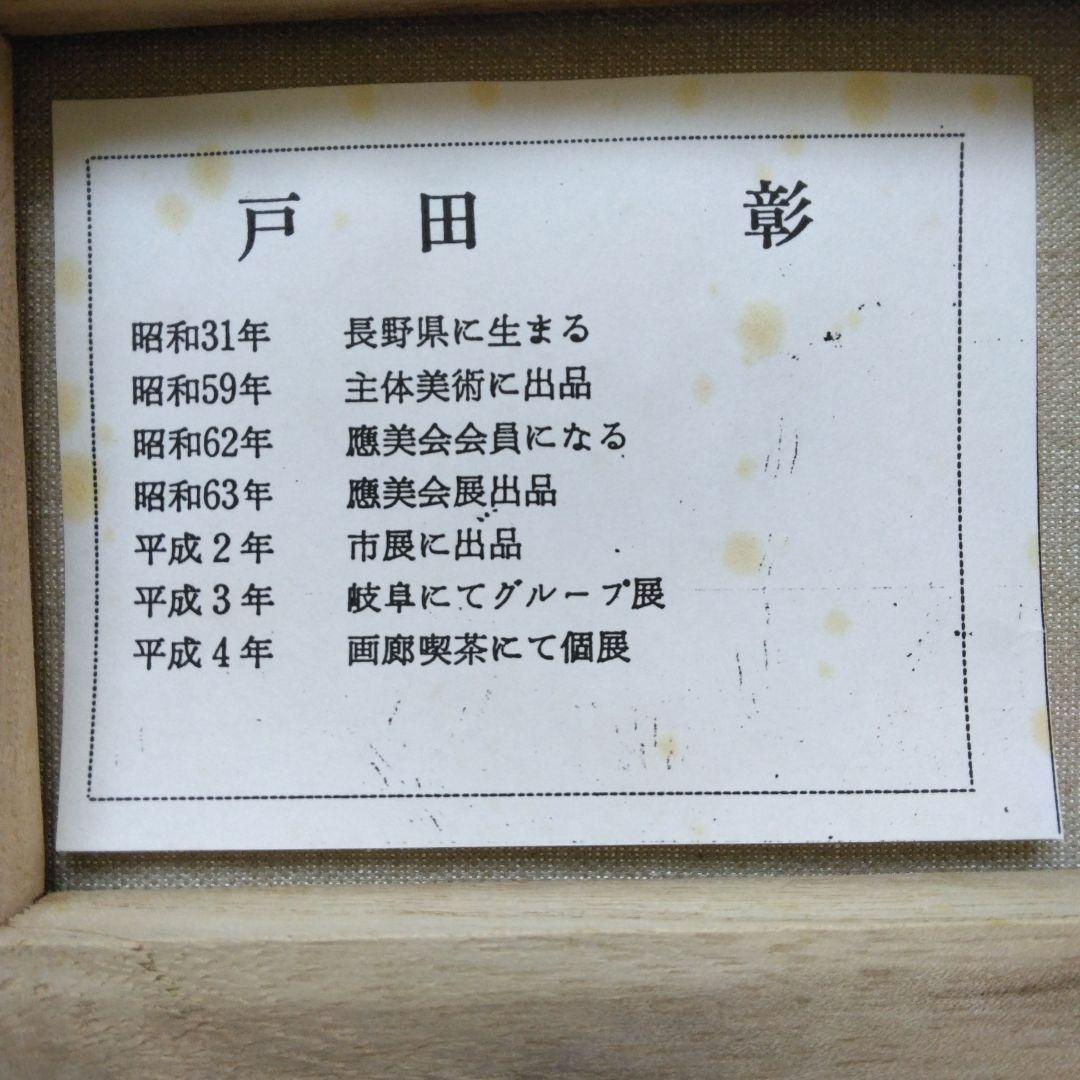 戸田 彰
昭和31年 長野県に生まる
昭和59年 主体美術に出品
昭和62年 應美会会員になる
昭和63年 應美会展出品
平成2年 市展に出品
平成3年 岐阜にてグループ展
平成4年 画廊喫茶にて個展